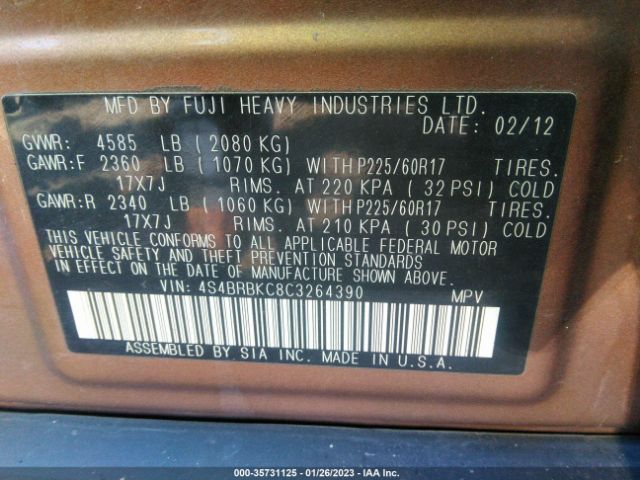 MFD BY FUJI HEAVY INDUSTRIES LTD.
DATE: 02/12
GVWR: 4585 LB ( 2080 KG)
GAWR:F 2360 LB ( 1070 KG) WITH P225/60R17 TIRES.
17X7J RIMS. AT 220 KPA ( 32 PSI) COLD
GAWR:R 2340 LB ( 1060 KG) WITH P225/60R17 TIRES.
17X7J RIMS. AT 210 KPA ( 30 PSI) COLD
THIS VEHICLE CONFORMS TO ALL APPLICABLE FEDERAL MOTOR
VEHICLE SAFETY AND THEFT PREVENTION STANDARDS
IN EFFECT ON THE DATE OF MANUFACTURE SHOWN ABOVE.
VIN: 4S4BRBKC8C3264390 MPV
ASSEMBLED BY SIA INC. MADE IN U.S.A.
000-35731125 - 01/26/2023 - IAA Inc.